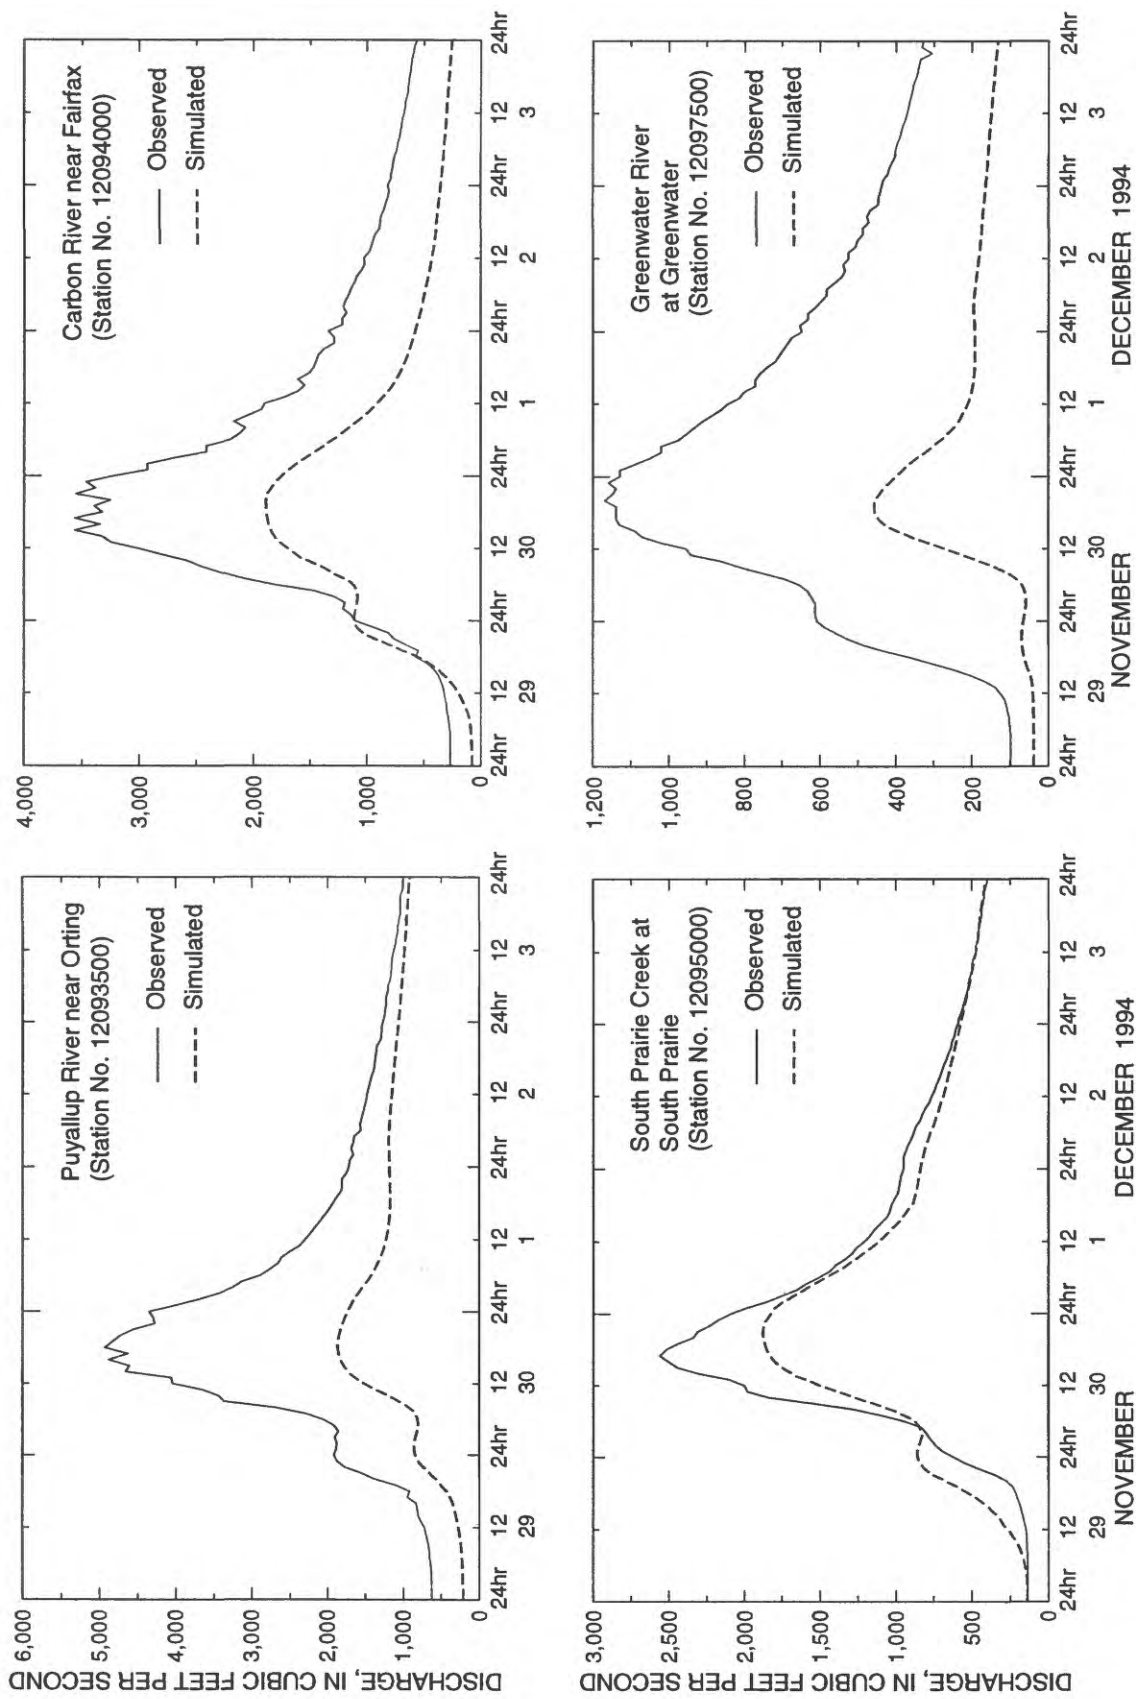 Puyallup River near Orting
(Station No. 12093500)
Observed
Simulated
6,000
5,000
4,000
3,000
2,000
1,000
0
DISCHARGE, IN CUBIC FEET PER SECOND
24hr 12 24hr 12 24hr 12 24hr 12 24hr 12 24hr
29 30 1 2 3
Carbon River near Fairfax
(Station No. 12094000)
Observed
Simulated
4,000
3,000
2,000
1,000
0
24hr 12 24hr 12 24hr 12 24hr 12 24hr 12 24hr
29 30 1 2 3
South Prairie Creek at
South Prairie
(Station No. 12095000)
Observed
Simulated
3,000
2,500
2,000
1,500
1,000
500
0
DISCHARGE, IN CUBIC FEET PER SECOND
24hr 12 24hr 12 24hr 12 24hr 12 24hr 12 24hr
29 30 1 2 3
NOVEMBER DECEMBER 1994
Greenwater River
at Greenwater
(Station No. 12097500)
Observed
Simulated
1,200
1,000
800
600
400
200
0
24hr 12 24hr 12 24hr 12 24hr 12 24hr 12 24hr
29 30 1 2 3
NOVEMBER DECEMBER 1994